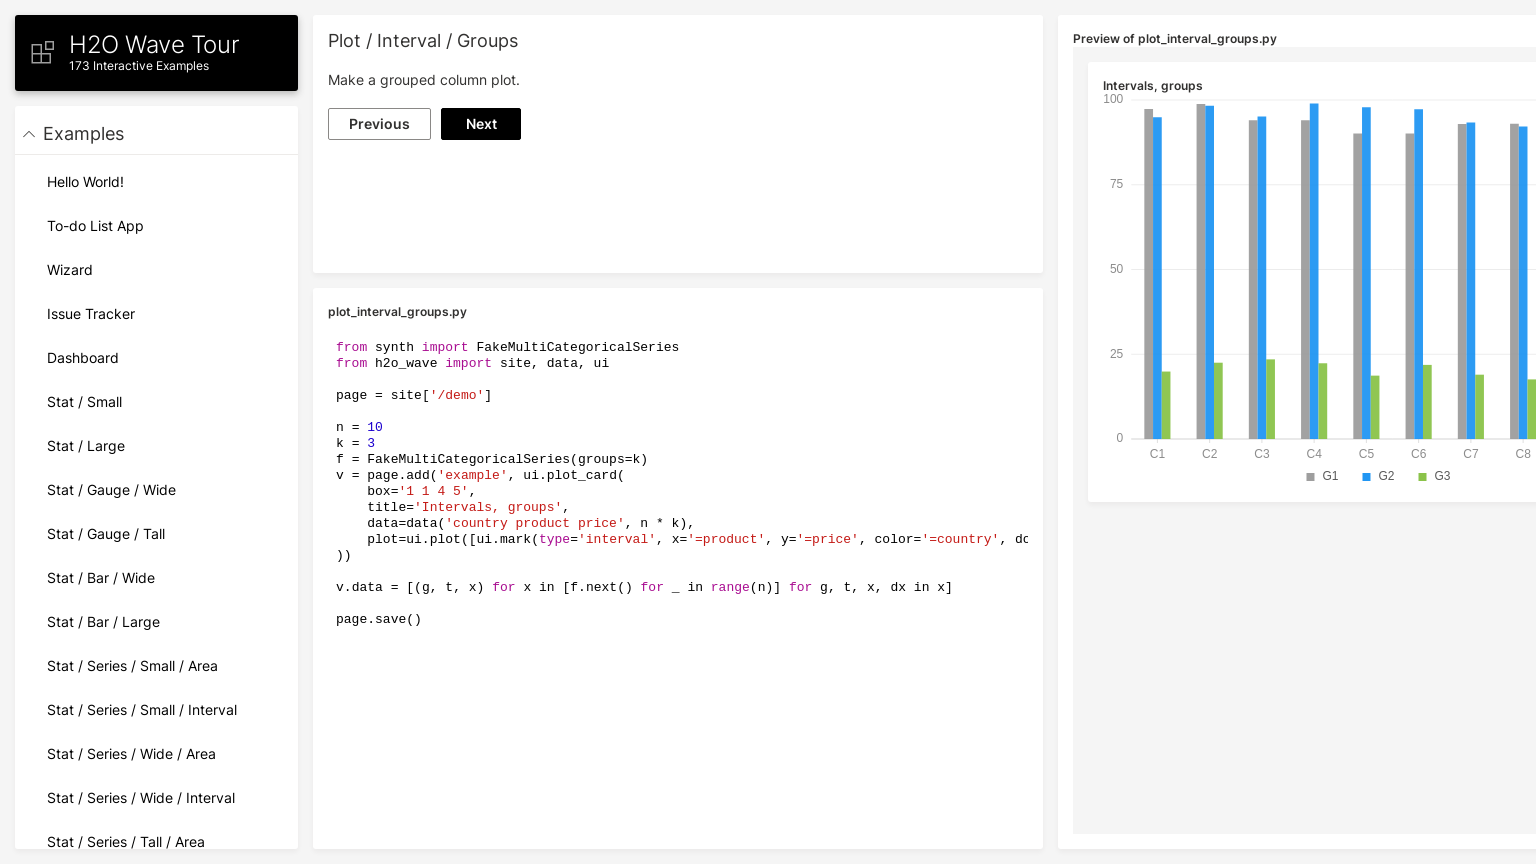 H2O Wave Tour
173 Interactive Examples
Examples
Hello World!
To-do List App
Wizard
Issue Tracker
Dashboard
Stat / Small
Stat / Large
Stat / Gauge / Wide
Stat / Gauge / Tall
Stat / Bar / Wide
Stat / Bar / Large
Stat / Series / Small / Area
Stat / Series / Small / Interval
Stat / Series / Wide / Area
Stat / Series / Wide / Interval
Stat / Series / Tall / Area
Plot / Interval / Groups
Make a grouped column plot.
Previous
Next
plot_interval_groups.py
from synth import FakeMultiCategoricalSeries
from h2o_wave import site, data, ui
page = site['/demo']
n = 10
k = 3
f = FakeMultiCategoricalSeries(groups=k)
v = page.add('example', ui.plot_card(
    box='1 1 4 5',
    title='Intervals, groups',
    data=data('country product price', n * k),
    plot=ui.plot([ui.mark(type='interval', x='=product', y='=price', color='=country',
))
v.data = [(g, t, x) for x in [f.next() for _ in range(n)] for g, t, x, dx in x]
page.save()
Preview of plot_interval_groups.py
Intervals, groups
100
75
50
25
0
C1 C2 C3 C4 C5 C6 C7 C8
G1 G2 G3